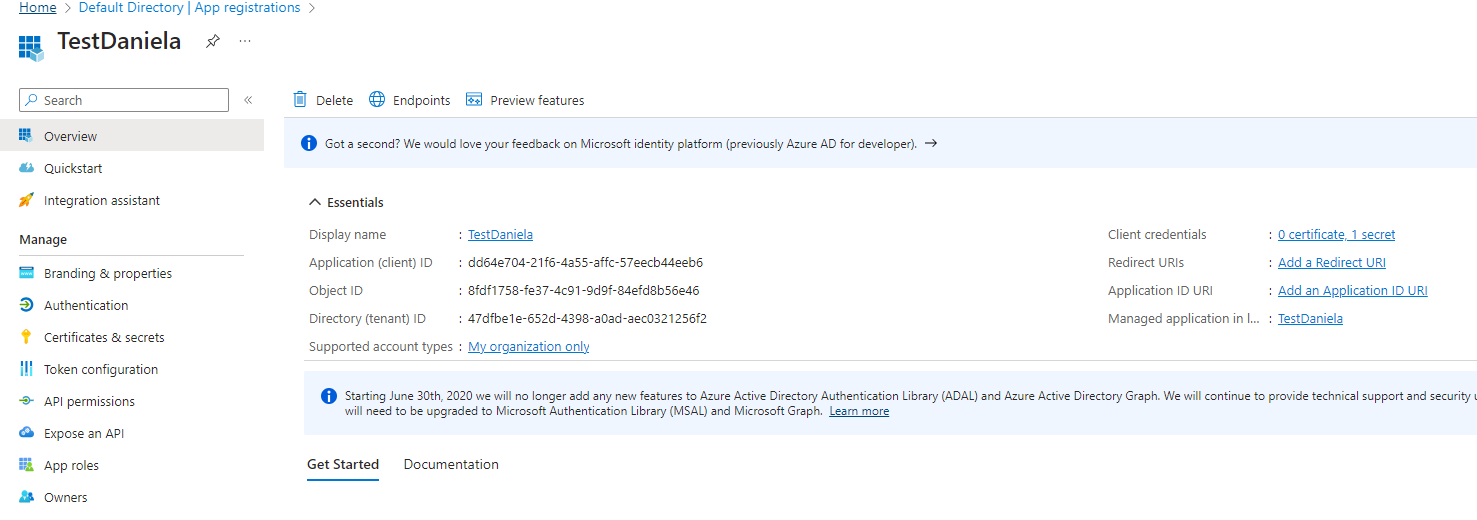 Home > Default Directory | App registrations >
TestDaniela
Search
Overview
Quickstart
Integration assistant
Manage
Branding & properties
Authentication
Certificates & secrets
Token configuration
API permissions
Expose an API
App roles
Owners
Delete Endpoints Preview features
Got a second? We would love your feedback on Microsoft identity platform (previously Azure AD for developer).
Essentials
Display name : TestDaniela
Application (client) ID : dd64e704-21f6-4a55-affc-57eecb44eeb6
Object ID : 8fdf1758-fe37-4c91-9d9f-84efd8b56e46
Directory (tenant) ID : 47dfbe1e-652d-4398-a0ad-aec0321256f2
Supported account types : My organization only
Client credentials : 0 certificate, 1 secret
Redirect URIs : Add a Redirect URI
Application ID URI : Add an Application ID URI
Managed application in l... : TestDaniela
Starting June 30th, 2020 we will no longer add any new features to Azure Active Directory Authentication Library (ADAL) and Azure Active Directory Graph. We will continue to provide technical support and security u
will need to be upgraded to Microsoft Authentication Library (MSAL) and Microsoft Graph. Learn more
Get Started Documentation